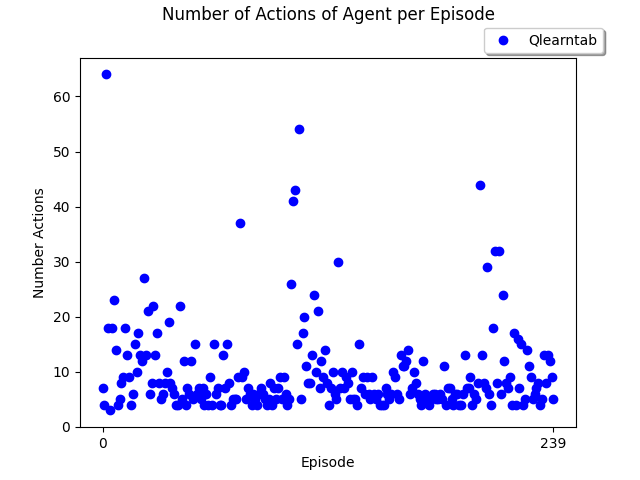 Number of Actions of Agent per Episode
Qlearntab
60
50
40
30
20
10
0
Number Actions
0
239
Episode